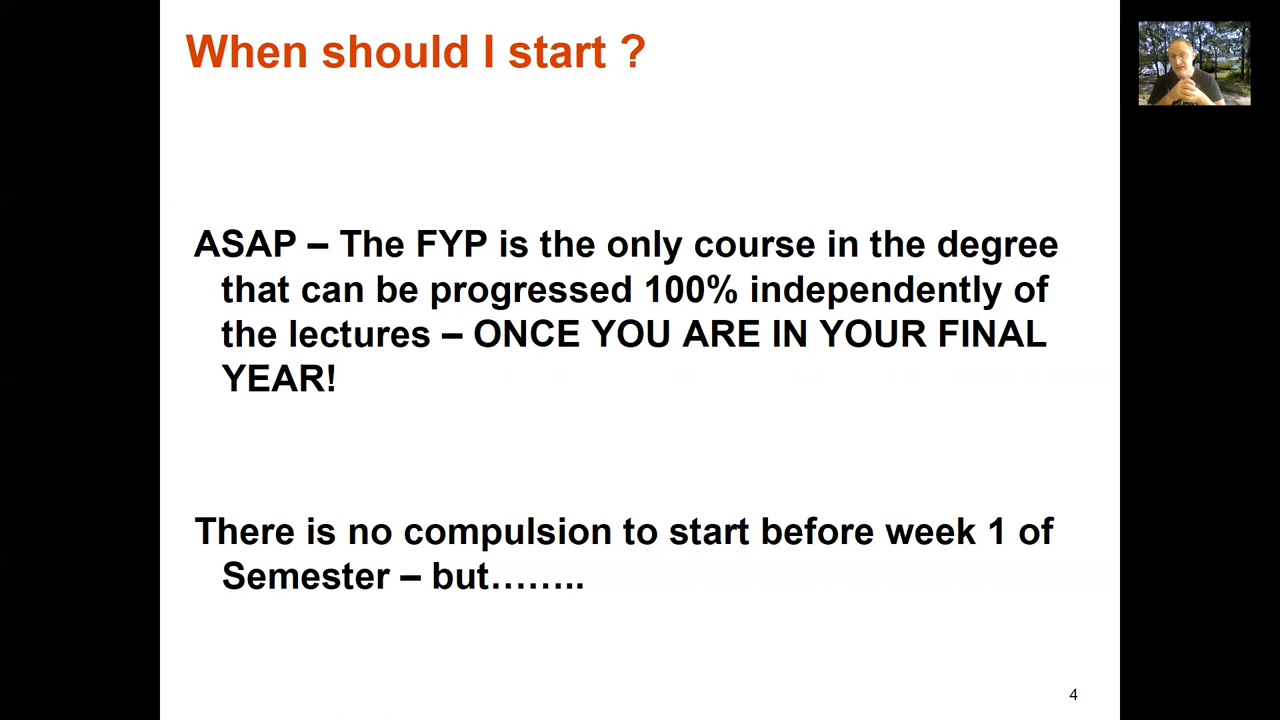 When should I start ?
ASAP – The FYP is the only course in the degree
that can be progressed 100% independently of
the lectures – ONCE YOU ARE IN YOUR FINAL
YEAR!
There is no compulsion to start before week 1 of
Semester – but……..
4